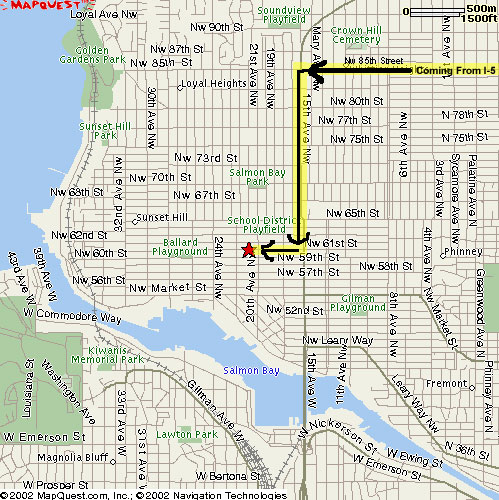 MAPQUEST
Loyal Ave NW
Soundview Playfield
500m
1500ft
Nw 90th St
Crown Hill Cemetery
Nw 87th St
Golden Gardens Park
Nw 85th St
21st Ave Nw
19th Ave Nw
Mary Ave Nw
Nw 85th Street
Coming From I-5
Loyal Heights
30th Ave Nw
15th Ave Nw
Nw 80th St
Nw 77th St
N 78th St
Sunset Hill Park
Nw 75th St
N 75th St
6th Ave Nw
Nw 73rd St
Nw 70th St
Salmon Bay Park
Nw 68th St
Nw 67th St
32nd Ave Nw
Sycamore Ave Nw
Palatine Ave N
Sunset Hill
School District Playfield
Nw 65th St
Nw 62nd St
Nw 61st St
Nw 60th St
Ballard Playground
24th Ave Nw
Nw 59th St
4th Ave Nw
Phinney
39th Ave W
43rd Ave W
Nw 58th St
Nw 57th St
Nw 56th St
Nw Market St
20th Ave Nw
Gilman Playground
8th Ave Nw
Nw Market St
Greenwood Ave N
W Commodore Way
Nw 52nd St
Nw Leary Way
Kiwanis Memorial Park
Salmon Bay
15th Ave W
11th Ave Nw
Leary Way Nw
Fremont
Phinney Ave N
Louisiana St
Washington Ave
33rd Ave W
Gilman Ave W
W Emerson St
31st Ave W
Lawton Park
W Nickerson St
N 36th St
W Ewing St
W Emerson St
Magnolia Bluff
W Bertona St
W Prosper St
©2002 MapQuest.com, Inc.; ©2002 Navigation Technologies